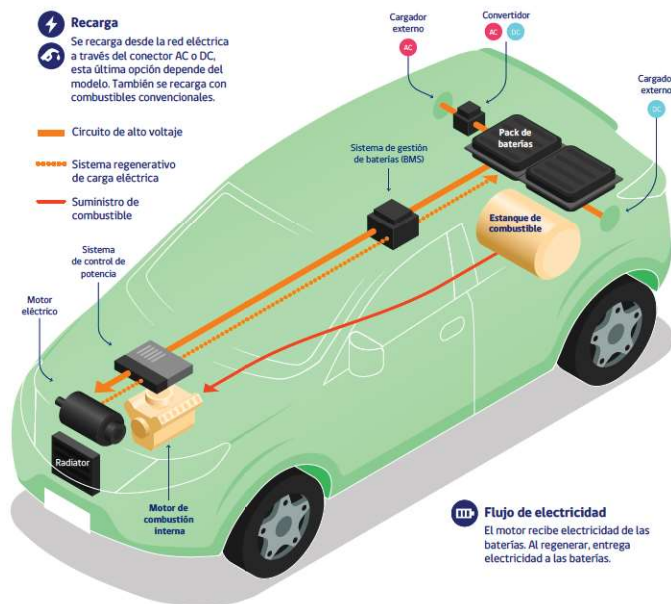 Recarga
Se recarga desde la red eléctrica
a través del conector AC o DC,
esta última opción depende del
modelo. También se recarga con
combustibles convencionales.
Circuito de alto voltaje
Sistema regenerativo
de carga eléctrica
Suministro de
combustible
Cargador
externo
AC
Convertidor
AC DC
Cargador
externo
DC
Pack de
baterías
Sistema de gestión
de baterías (BMS)
Estanque de
combustible
Sistema
de control de
potencia
Motor
eléctrico
Radiator
Motor de
combustión
interna
Flujo de electricidad
El motor recibe electricidad de las
baterías. Al regenerar, entrega
electricidad a las baterías.